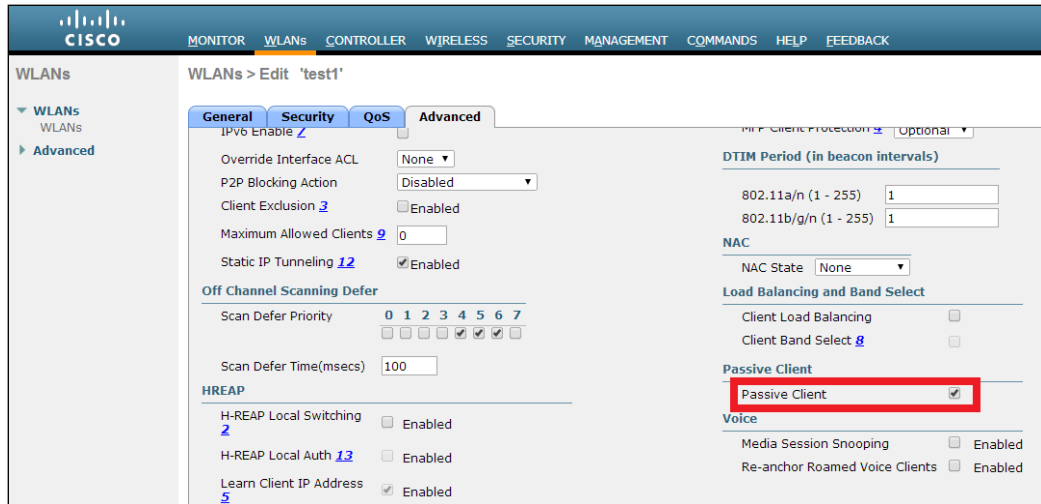 CISCO
MONITOR WLANs CONTROLLER WIRELESS SECURITY MANAGEMENT COMMANDS HELP FEEDBACK
WLANs
WLANs
WLANs
Advanced
WLANs > Edit 'test1'
General Security QoS Advanced
IPv6 Enable 7
Override Interface ACL None
P2P Blocking Action Disabled
Client Exclusion 3 Enabled
Maximum Allowed Clients 9 0
Static IP Tunneling 12 Enabled
Off Channel Scanning Defer
Scan Defer Priority 0 1 2 3 4 5 6 7
Scan Defer Time(msecs) 100
HREAP
H-REAP Local Switching
2 Enabled
H-REAP Local Auth 13 Enabled
Learn Client IP Address
5 Enabled
MFP Client Protection 4 Optional
DTIM Period (in beacon intervals)
802.11a/n (1 - 255) 1
802.11b/g/n (1 - 255) 1
NAC
NAC State None
Load Balancing and Band Select
Client Load Balancing
Client Band Select 8
Passive Client
Passive Client
Voice
Media Session Snooping Enabled
Re-anchor Roamed Voice Clients Enabled